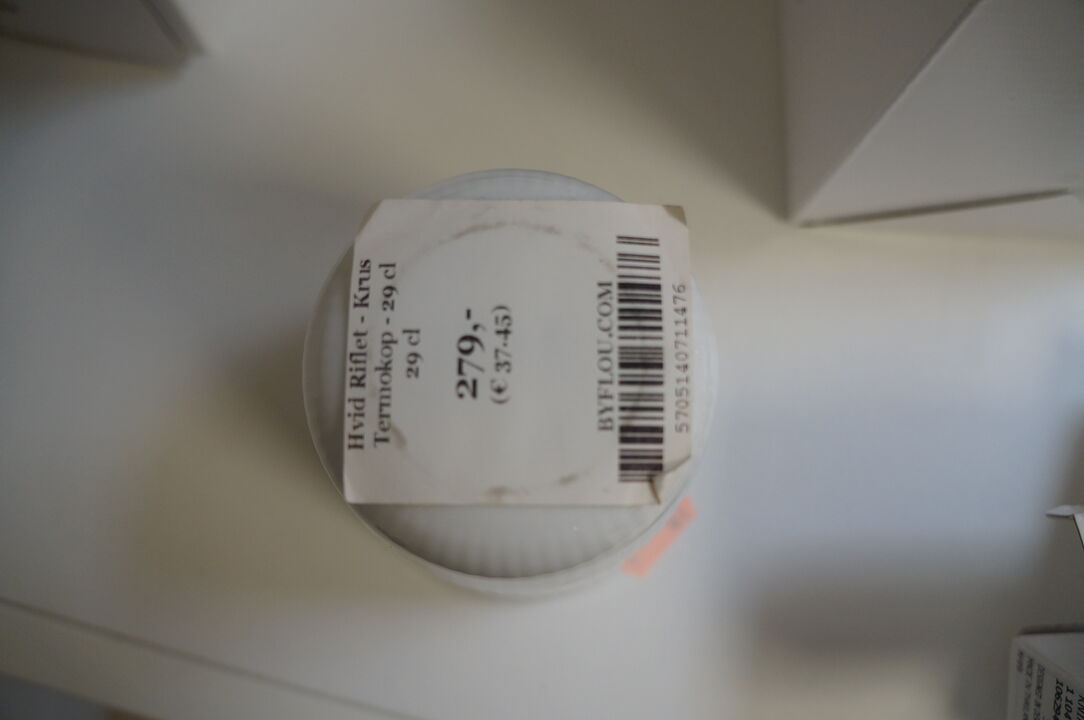 Hvid Riflet - Krus
Termokop - 29 cl
29 cl
279,-
(€ 37.45)
BYFLOU.COM
5705140711476